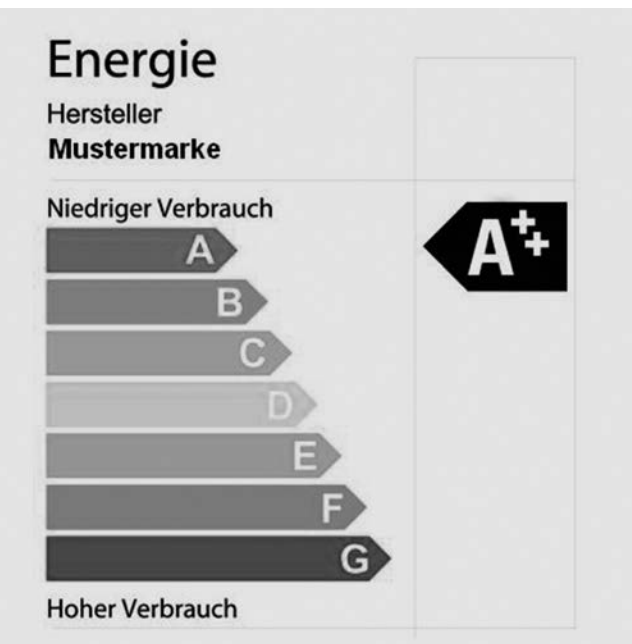 Energie
Hersteller
Mustermarke
Niedriger Verbrauch
A
A++
B
C
D
E
F
G
Hoher Verbrauch